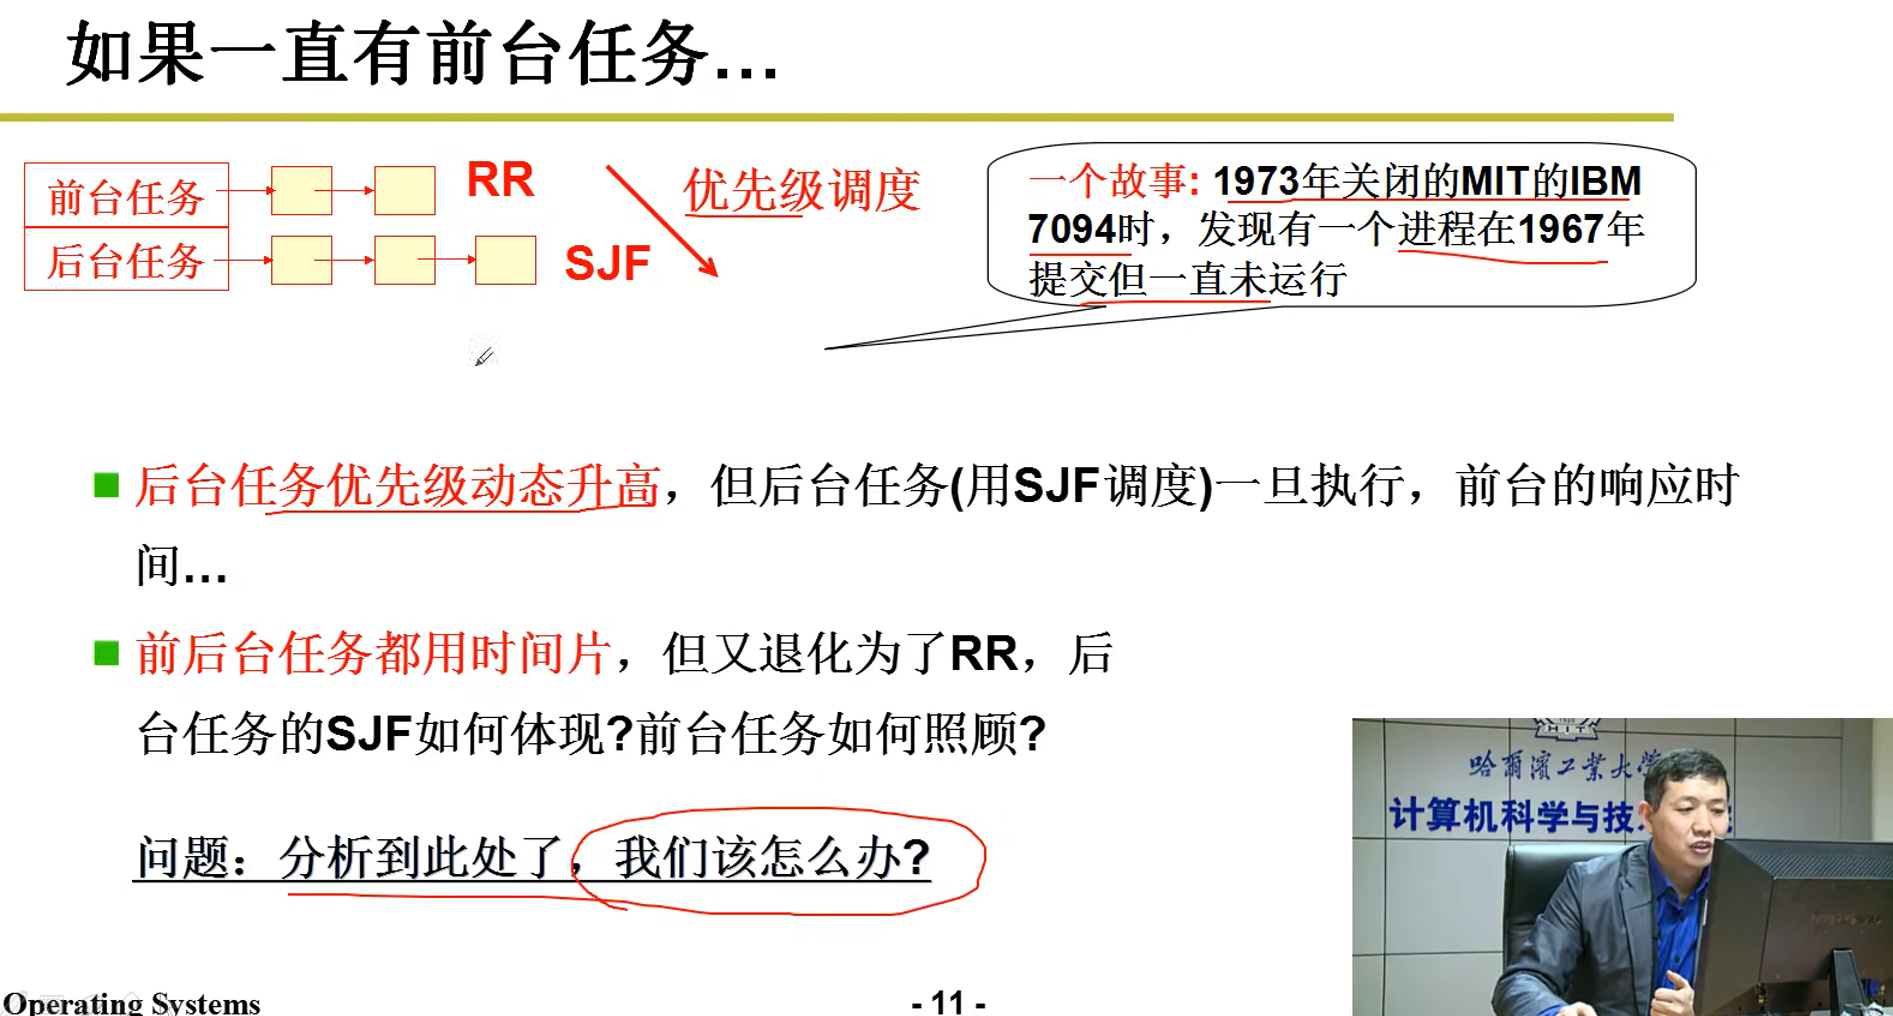 如果一直有前台任务…
前台任务
RR
优先级调度
后台任务
SJF
一个故事: 1973年关闭的MIT的IBM
7094时，发现有一个进程在1967年
提交但一直未运行
后台任务优先级动态升高，但后台任务(用SJF调度)一旦执行，前台的响应时
间…
前后台任务都用时间片，但又退化为了RR，后
台任务的SJF如何体现?前台任务如何照顾?
问题：分析到此处了，我们该怎么办?
HIT
哈爾濱工業大学
计算机科学与技
Operating Systems
- 11 -